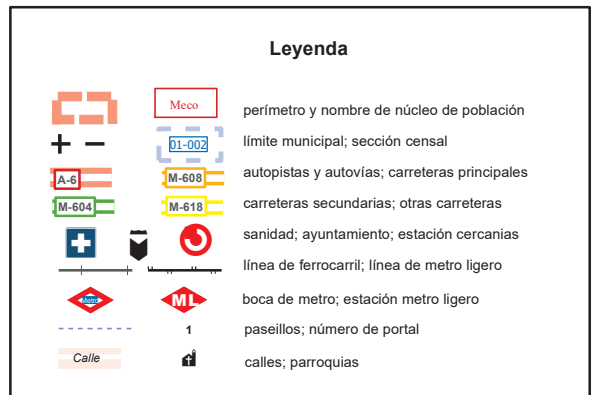 Leyenda
Meco perímetro y nombre de núcleo de población
01-002 límite municipal; sección censal
A-6 M-608 autopistas y autovías; carreteras principales
M-604 M-618 carreteras secundarias; otras carreteras
sanidad; ayuntamiento; estación cercanias
línea de ferrocarril; línea de metro ligero
Metro ML boca de metro; estación metro ligero
1 paseillos; número de portal
Calle calles; parroquias